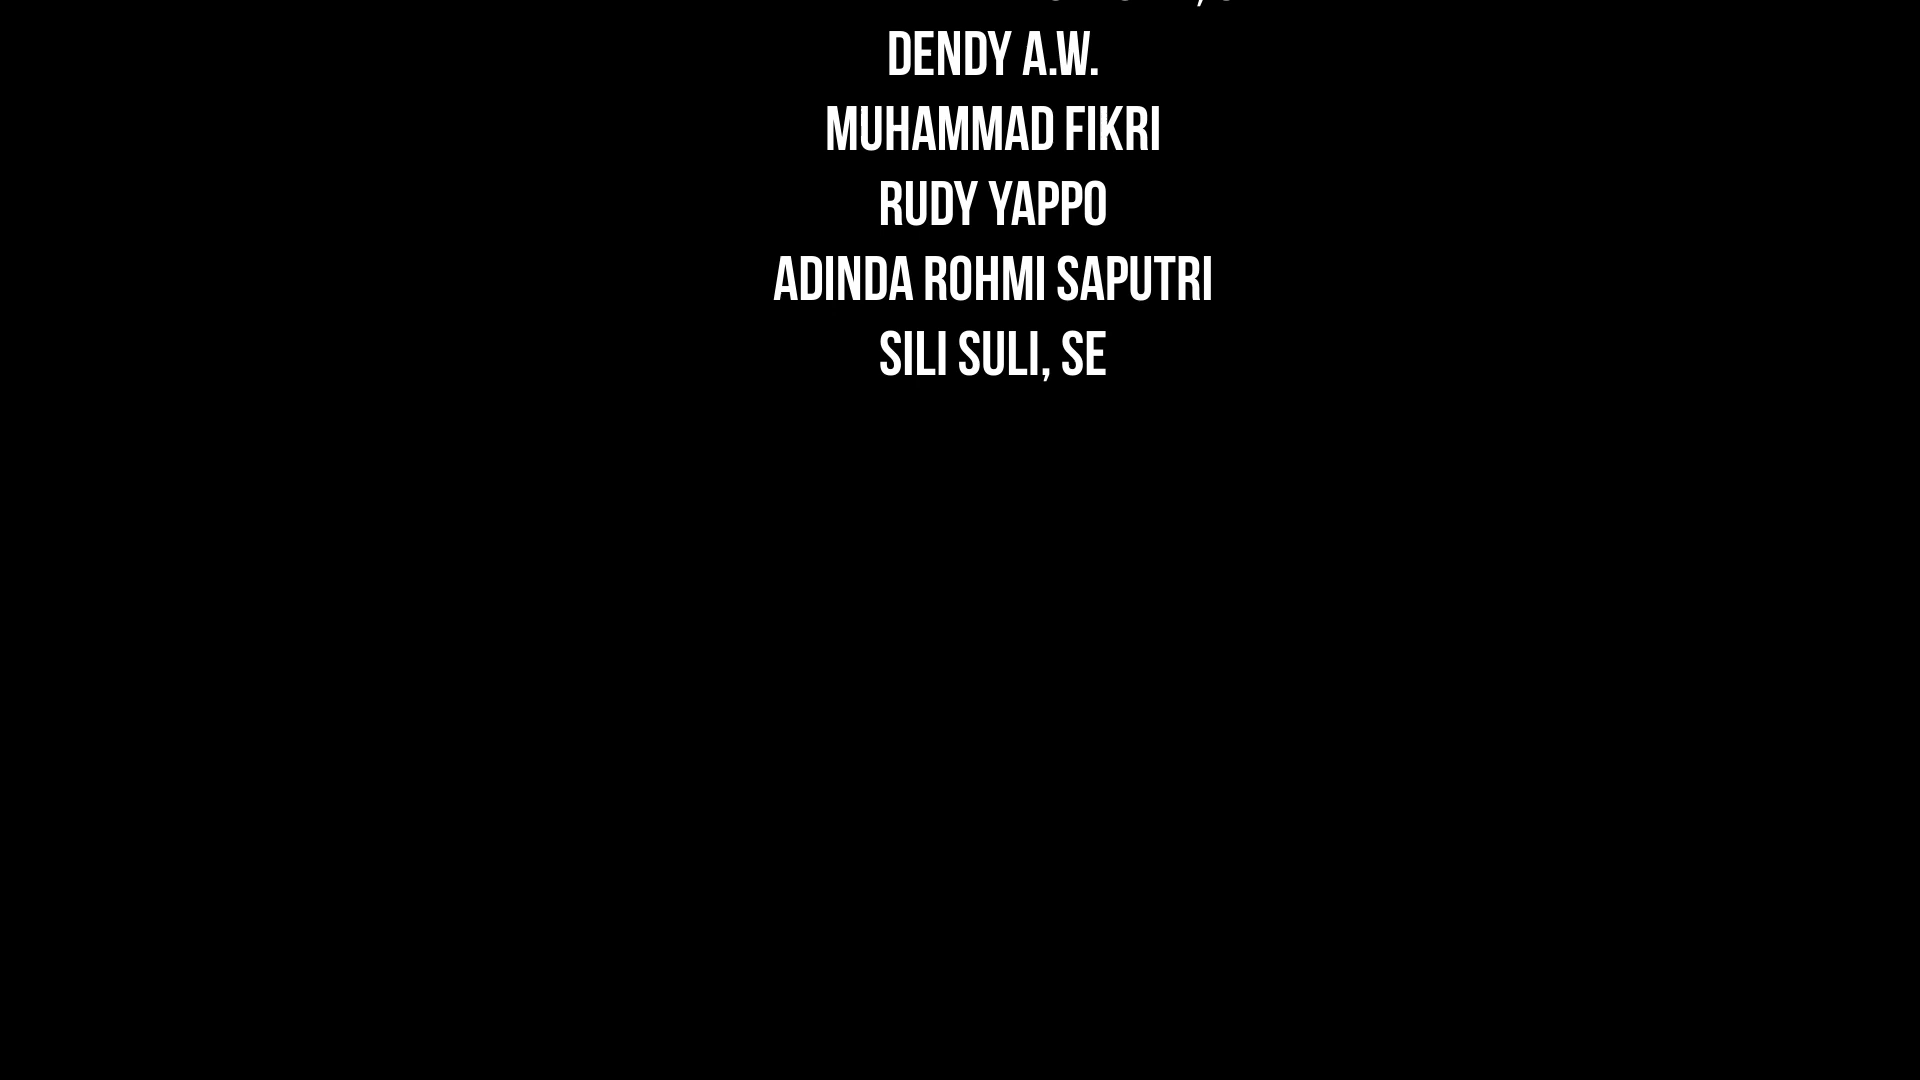 DENDY A.W.
MUHAMMAD FIKRI
RUDY YAPPO
ADINDA ROHMI SAPUTRI
SILI SULI, SE